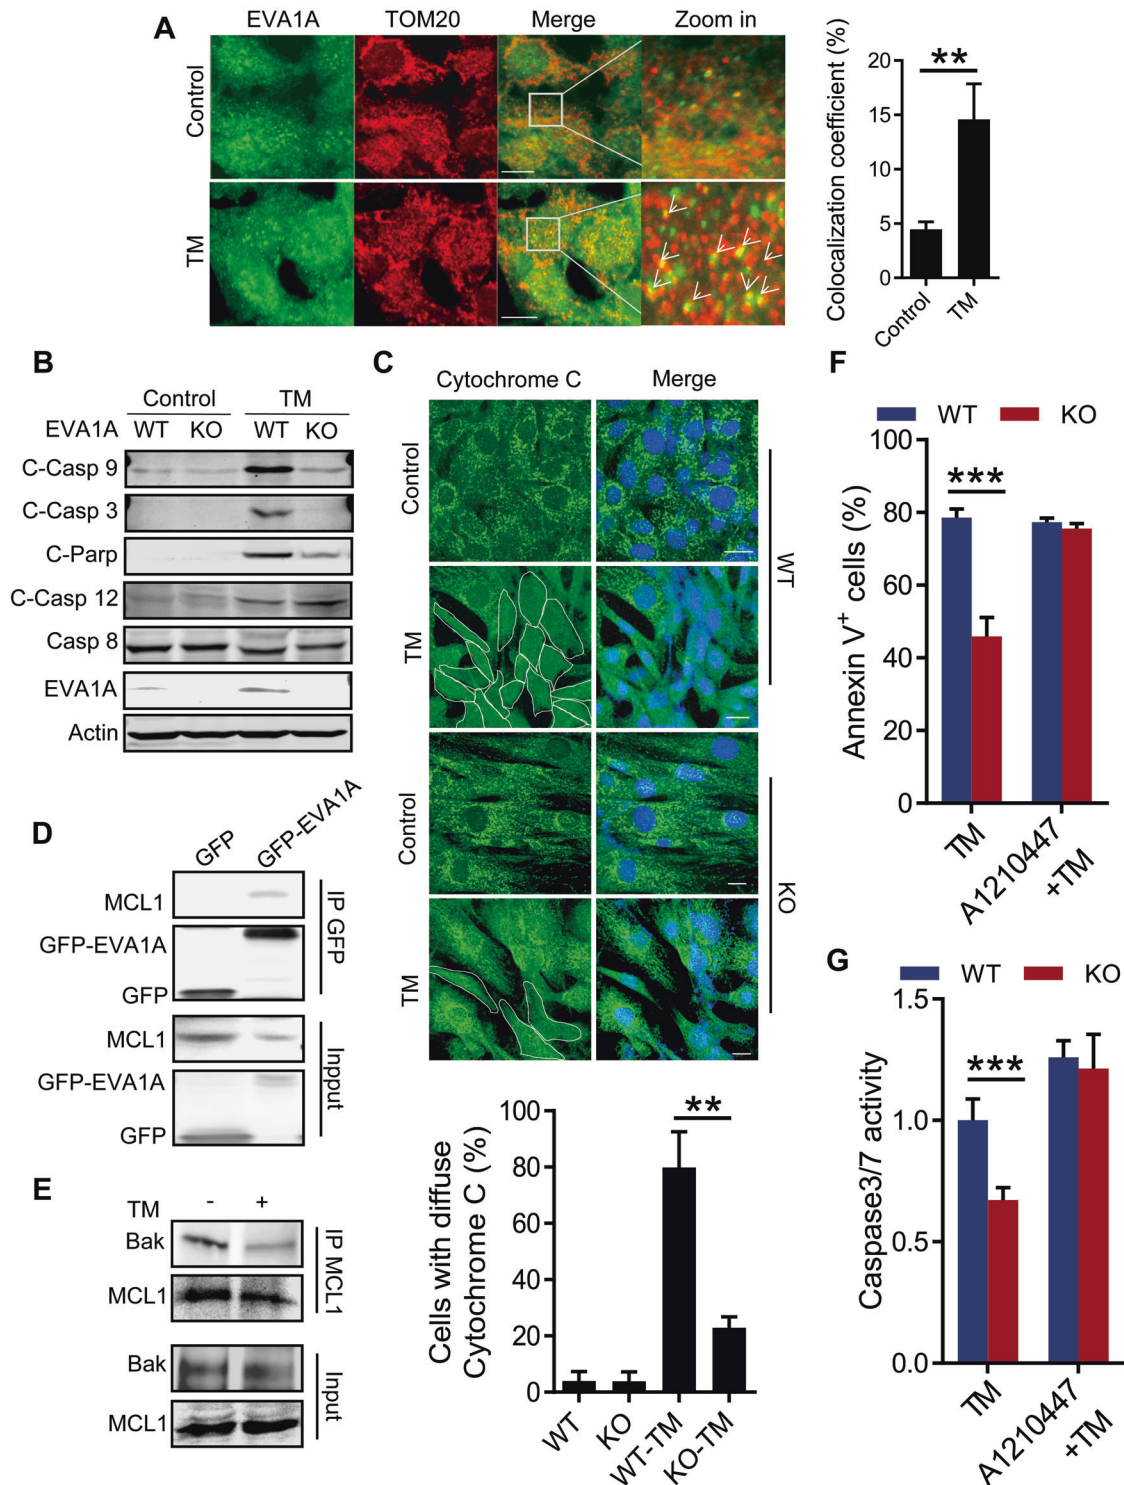 A
EVA1A TOM20 Merge Zoom in
Control
TM
Colocalization coefficient (%)
20
15
10
5
0
**
Control
TM
B
Control TM
EVA1A WT KO WT KO
C-Casp 9
C-Casp 3
C-Parp
C-Casp 12
Casp 8
EVA1A
Actin
C
Cytochrome C Merge
Control
TM
WT
Control
TM
KO
Cells with diffuse
Cytochrome C (%)
100
80
60
40
20
0
**
WT
KO
WT-TM
KO-TM
D
GFP
GFP-EVA1A
MCL1
GFP-EVA1A
GFP
IP GFP
MCL1
GFP-EVA1A
GFP
Inpput
E
TM - +
Bak
MCL1
IP MCL1
Bak
MCL1
Input
F
WT KO
Annexin V+ cells (%)
100
80
60
40
20
0
***
TM
A1210447
+TM
G
WT KO
Caspase3/7 activity
1.5
1.0
0.5
0.0
***
TM
A1210447
+TM